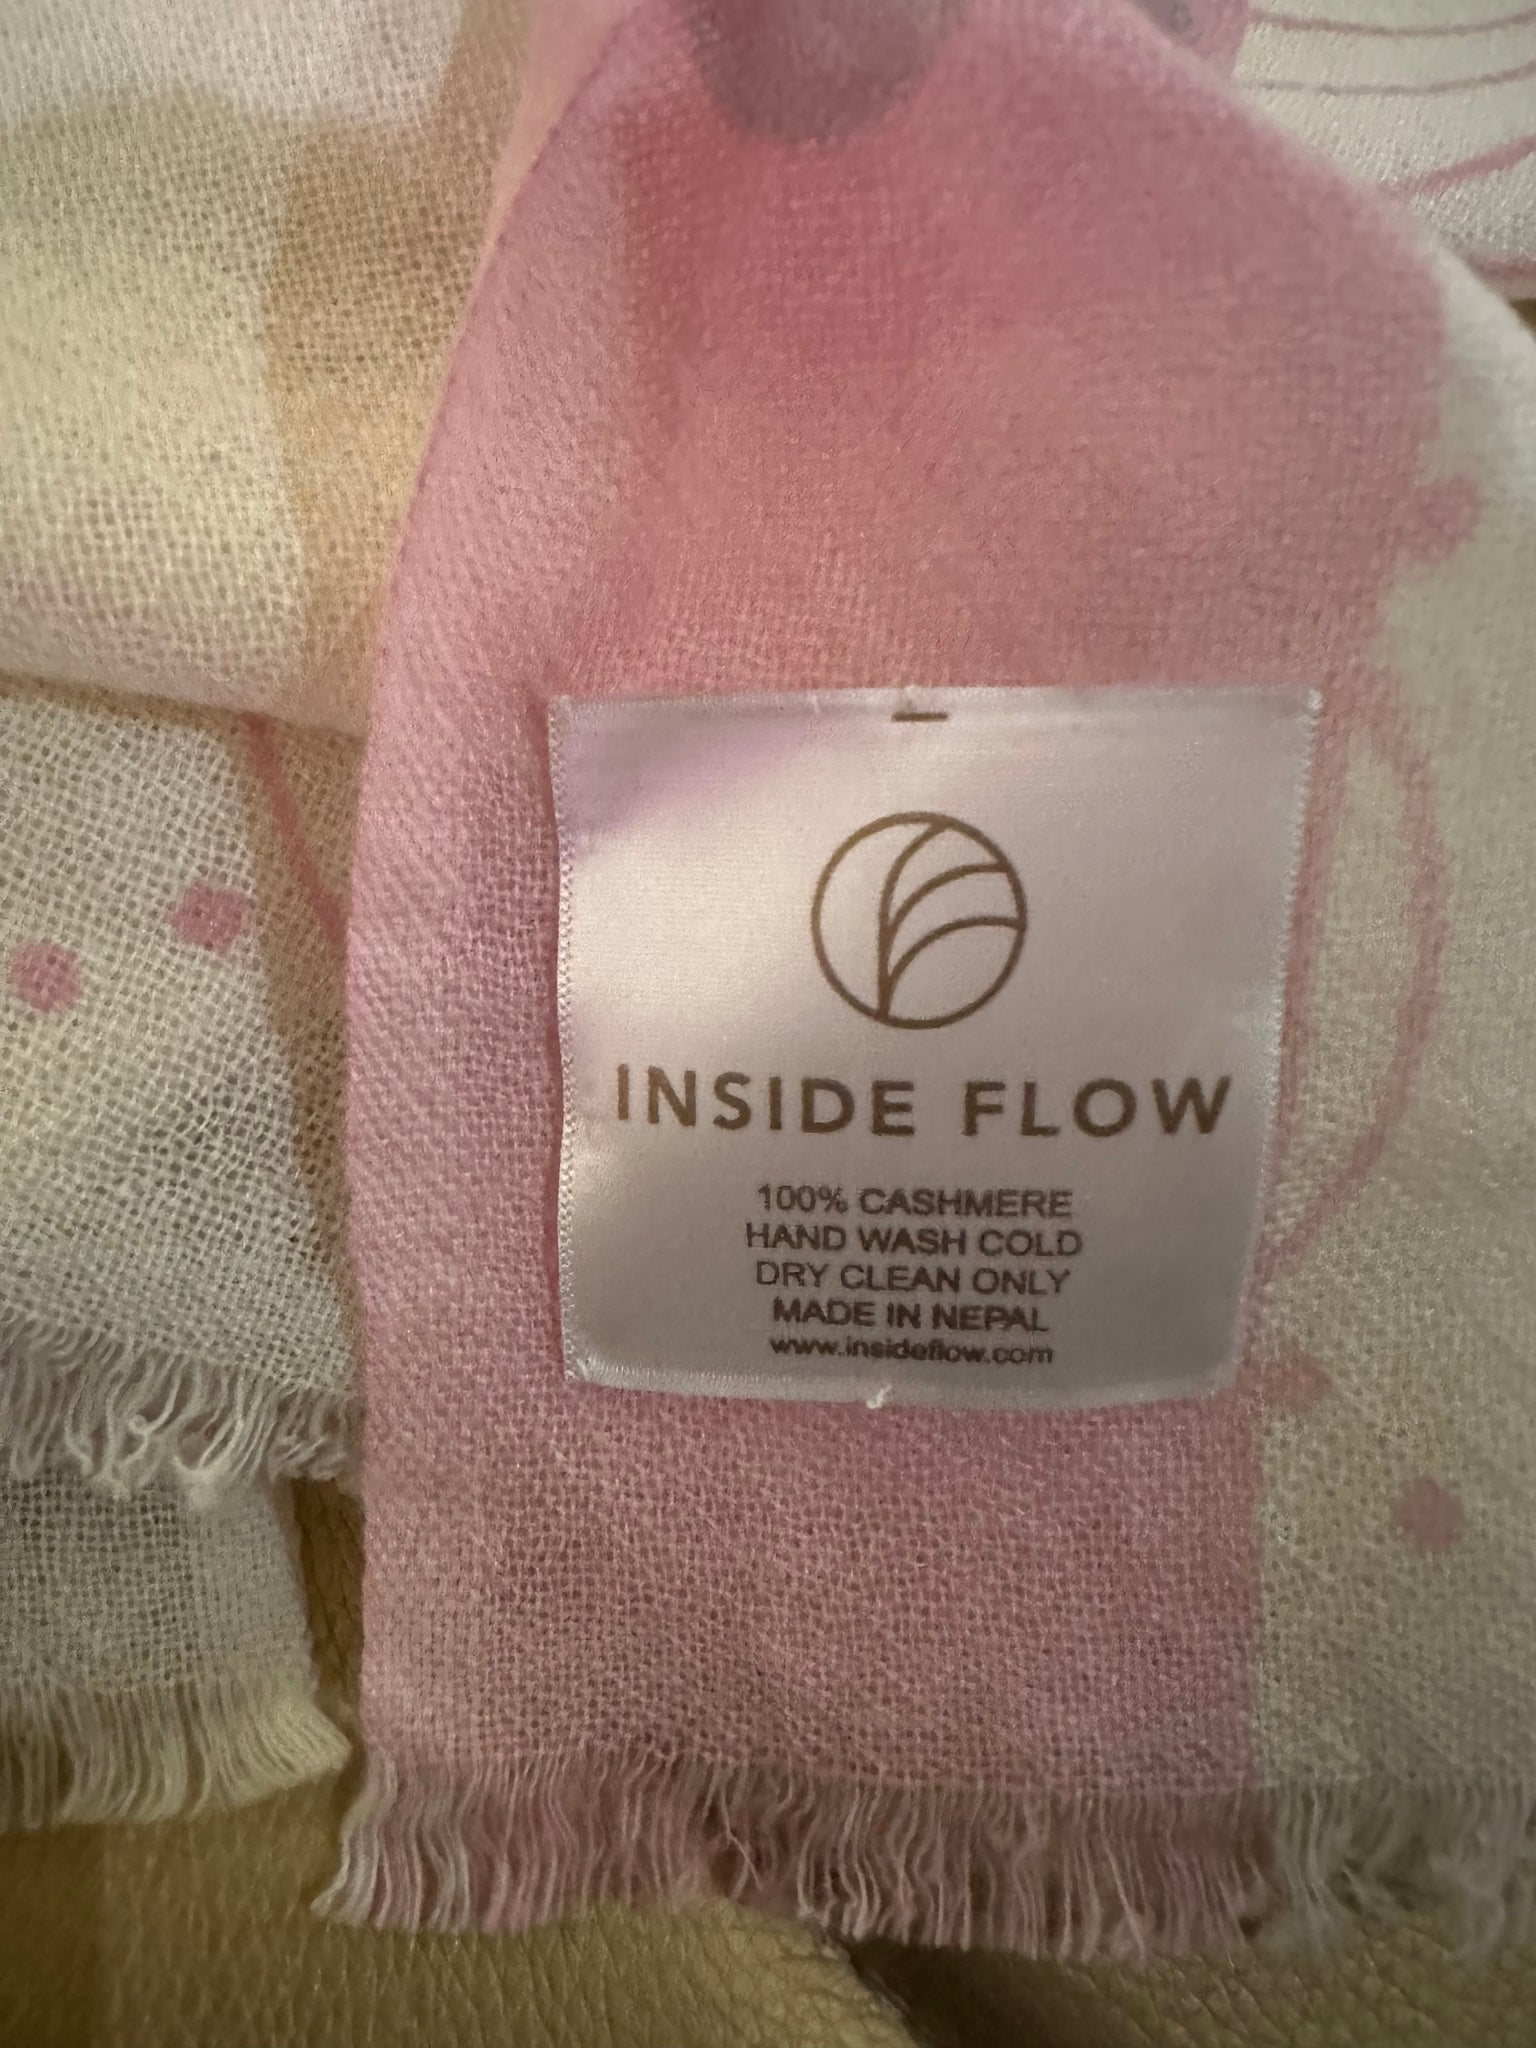 INSIDE FLOW
100% CASHMERE
HAND WASH COLD
DRY CLEAN ONLY
MADE IN NEPAL
www.insideflow.com